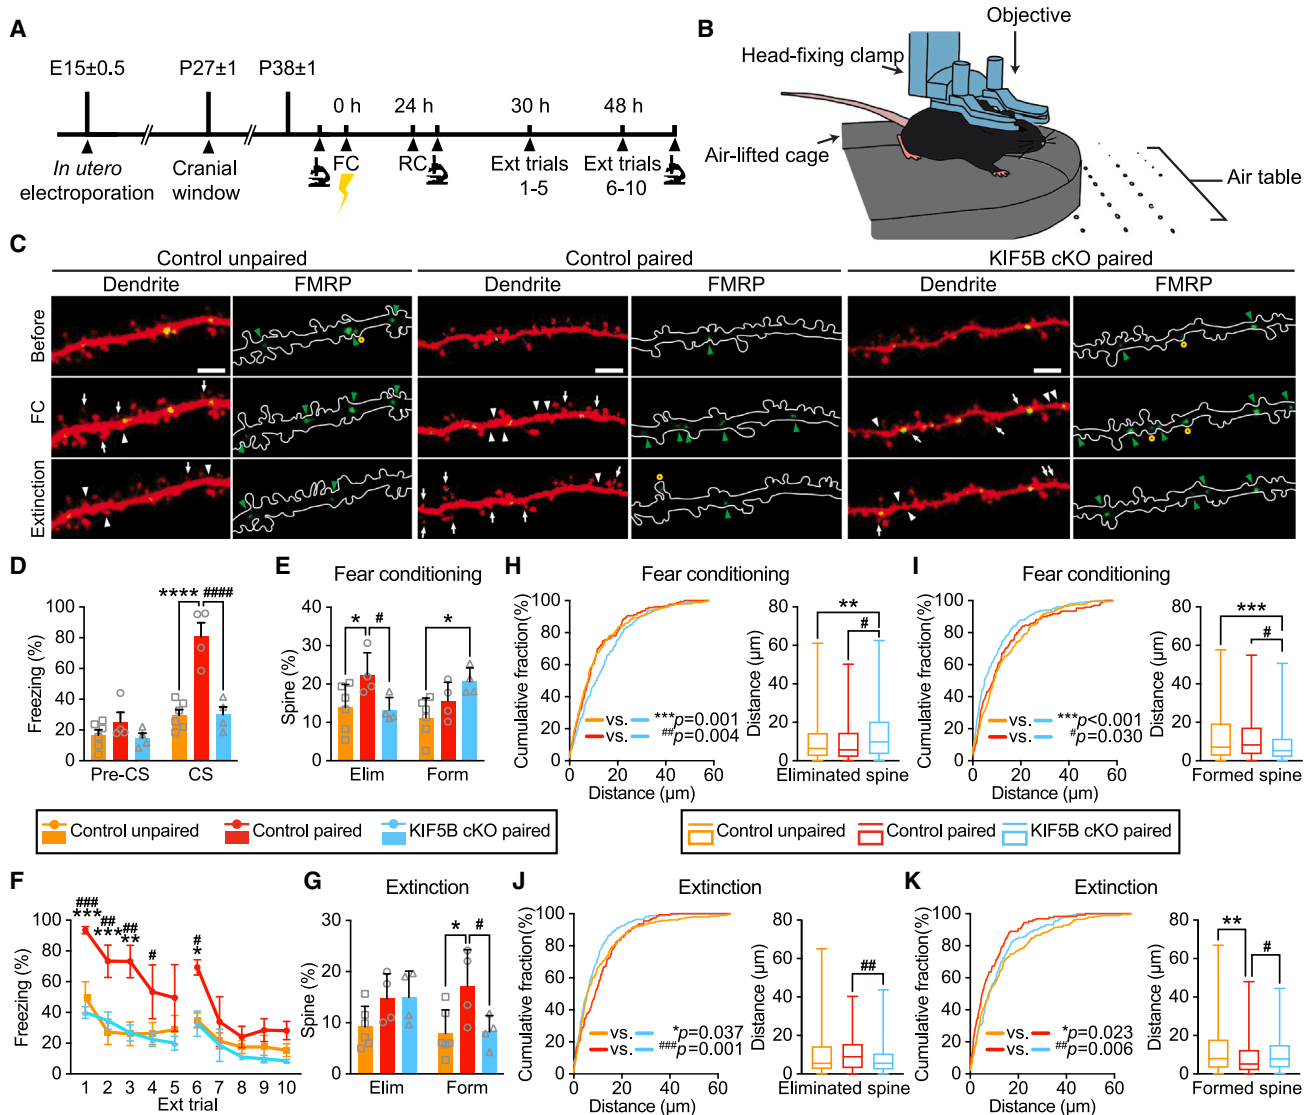 A
E15±0.5
P27±1
P38±1
0 h
24 h
30 h
48 h
In utero
electroporation
Cranial
window
FC
RC
Ext trials
1-5
Ext trials
6-10
B
Objective
Head-fixing clamp
Air-lifted cage
Air table
C
Control unpaired
Control paired
KIF5B cKO paired
Dendrite
FMRP
Dendrite
FMRP
Dendrite
FMRP
Before
FC
Extinction
D
Freezing (%)
100
80
60
40
20
0
**** ####
Pre-CS
CS
E
Fear conditioning
Spine (%)
40
30
20
10
0
* #
*
Elim
Form
H
Fear conditioning
Cumulative fraction(%)
100
80
60
40
20
0
vs. ***p=0.001
vs. ##p=0.004
0 20 40 60
Distance (µm)
Distance (µm)
80
60
40
20
0
**
#
Eliminated spine
I
Fear conditioning
Cumulative fraction(%)
100
80
60
40
20
0
vs. ***p<0.001
vs. #p=0.030
0 20 40 60
Distance (µm)
Distance (µm)
80
60
40
20
0
***
#
Formed spine
Control unpaired
Control paired
KIF5B cKO paired
Control unpaired
Control paired
KIF5B cKO paired
F
Freezing (%)
100
80
60
40
20
0
###
***
##
***
##
**
#
#
*
1 2 3 4 5 6 7 8 9 10
Ext trial
G
Extinction
Spine (%)
30
20
10
0
* #
Elim
Form
J
Extinction
Cumulative fraction(%)
100
80
60
40
20
0
vs. *p=0.037
vs. ###p=0.001
0 20 40 60
Distance (µm)
Distance (µm)
80
60
40
20
0
##
Eliminated spine
K
Extinction
Cumulative fraction(%)
100
80
60
40
20
0
vs. *p=0.023
vs. ##p=0.006
0 20 40 60
Distance (µm)
Distance (µm)
80
60
40
20
0
**
#
Formed spine